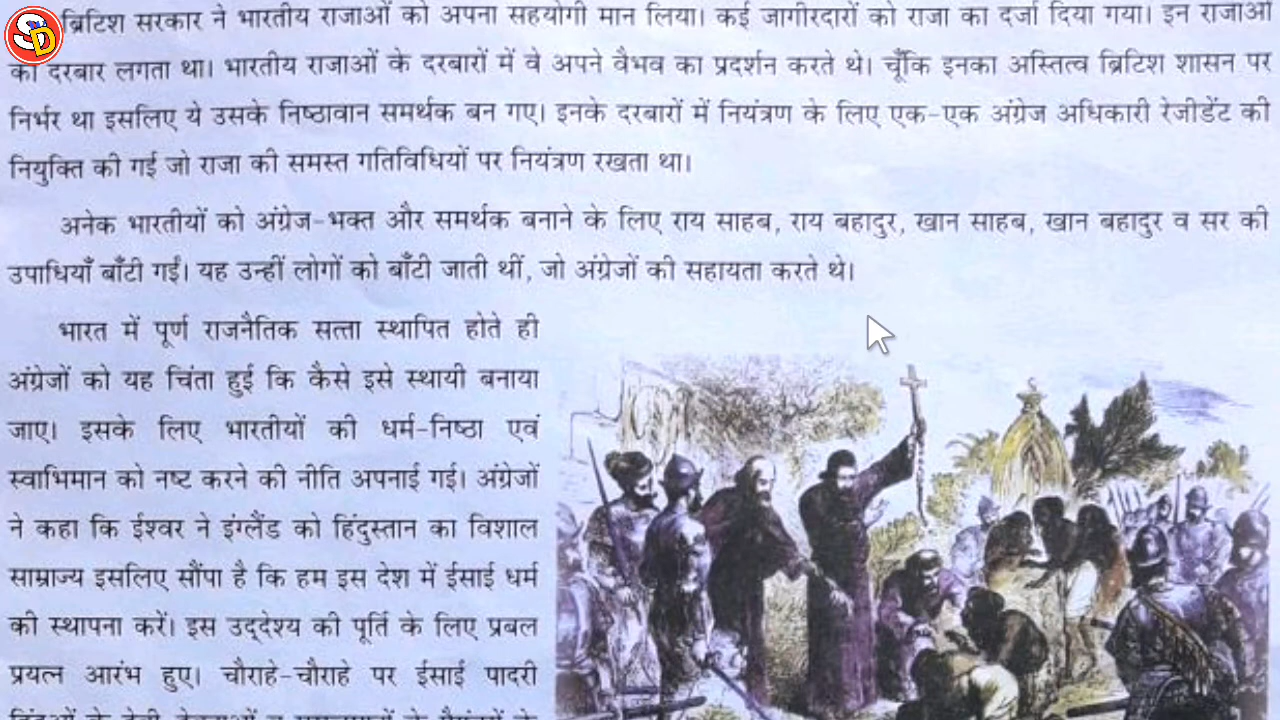 SD
ब्रिटिश सरकार ने भारतीय राजाओं को अपना सहयोगी मान लिया। कई जागीरदारों को राजा का दर्जा दिया गया। इन राजाओं
का दरबार लगता था। भारतीय राजाओं के दरबारों में वे अपने वैभव का प्रदर्शन करते थे। चूँकि इनका अस्तित्व ब्रिटिश शासन पर
निर्भर था इसलिए ये उसके निष्ठावान समर्थक बन गए। इनके दरबारों में नियंत्रण के लिए एक-एक अंग्रेज अधिकारी रेजीडेंट की
नियुक्ति की गई जो राजा की समस्त गतिविधियों पर नियंत्रण रखता था।
अनेक भारतीयों को अंग्रेज-भक्त और समर्थक बनाने के लिए राय साहब, राय बहादुर, खान साहब, खान बहादुर व सर की
उपाधियाँ बाँटी गईं। यह उन्हीं लोगों को बाँटी जाती थीं, जो अंग्रेजों की सहायता करते थे।
भारत में पूर्ण राजनैतिक सत्ता स्थापित होते ही
अंग्रेजों को यह चिंता हुई कि कैसे इसे स्थायी बनाया
जाए। इसके लिए भारतीयों की धर्म-निष्ठा एवं
स्वाभिमान को नष्ट करने की नीति अपनाई गई। अंग्रेजों
ने कहा कि ईश्वर ने इंग्लैंड को हिंदुस्तान का विशाल
साम्राज्य इसलिए सौंपा है कि हम इस देश में ईसाई धर्म
की स्थापना करें। इस उद्देश्य की पूर्ति के लिए प्रबल
प्रयत्न आरंभ हुए। चौराहे-चौराहे पर ईसाई पादरी